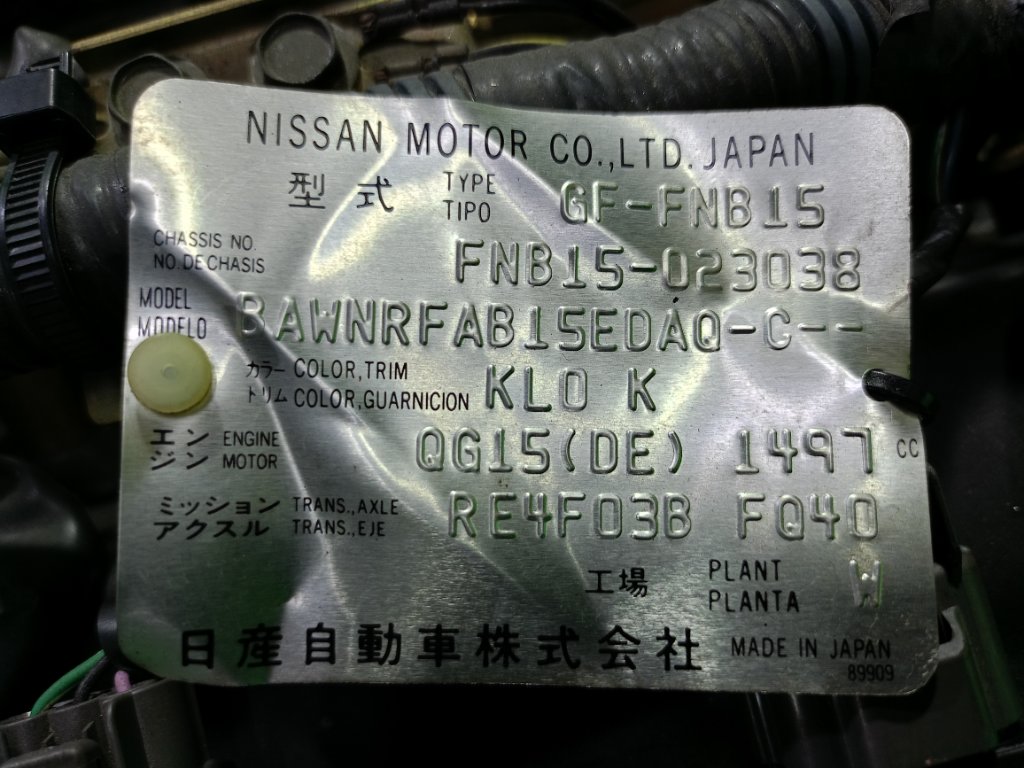 NISSAN MOTOR CO.,LTD. JAPAN
型式 TYPE GF-FNB15
TIPO
CHASSIS NO. FNB15-023038
NO. DE CHASIS
MODEL BAWNRFAB15EDAQ-C--
MODELO
カラー COLOR,TRIM KL0 K
トリム COLOR,GUARNICION
エン ENGINE QG15(DE) 1497 CC
ジン MOTOR
ミッション TRANS.,AXLE RE4F03B FQ40
アクスル TRANS.,EJE
工場 PLANT W
PLANTA
日産自動車株式会社 MADE IN JAPAN
89909